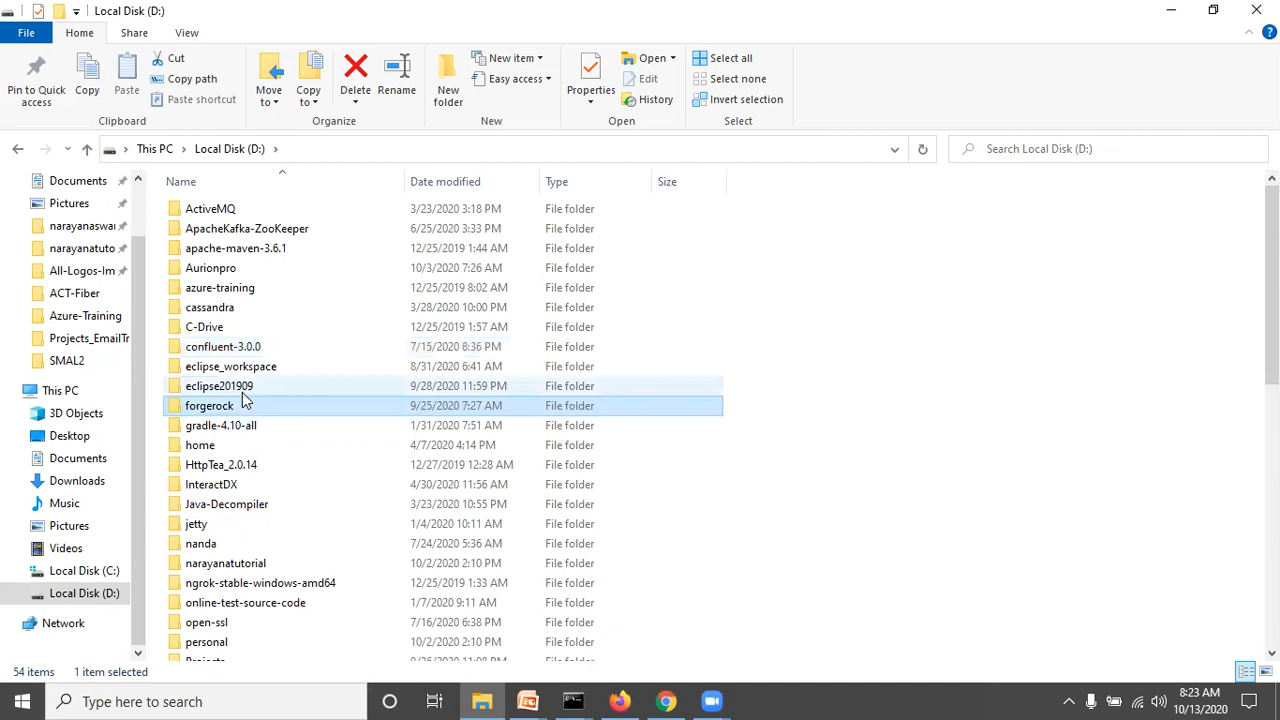 Local Disk (D:)
File Home Share View
Pin to Quick access
Copy
Paste
Cut
Copy path
Paste shortcut
Clipboard
Move to
Copy to
Delete
Rename
Organize
New folder
New item
Easy access
New
Properties
Open
Edit
History
Open
Select all
Select none
Invert selection
Select
This PC Local Disk (D:)
Search Local Disk (D:)
Documents
Pictures
narayanaswa
narayanatuto
All-Logos-Im
ACT-Fiber
Azure-Training
Projects_EmailTr
SMAL2
This PC
3D Objects
Desktop
Documents
Downloads
Music
Pictures
Videos
Local Disk (C:)
Local Disk (D:)
Network
Name Date modified Type Size
ActiveMQ 3/23/2020 3:18 PM File folder
ApacheKafka-ZooKeeper 6/25/2020 3:33 PM File folder
apache-maven-3.6.1 12/25/2019 1:44 AM File folder
Aurionpro 10/3/2020 7:26 AM File folder
azure-training 12/25/2019 8:02 AM File folder
cassandra 3/28/2020 10:00 PM File folder
C-Drive 12/25/2019 1:57 AM File folder
confluent-3.0.0 7/15/2020 8:36 PM File folder
eclipse_workspace 8/31/2020 6:41 AM File folder
eclipse201909 9/28/2020 11:59 PM File folder
forgerock 9/25/2020 7:27 AM File folder
gradle-4.10-all 1/31/2020 7:51 AM File folder
home 4/7/2020 4:14 PM File folder
HttpTea_2.0.14 12/27/2019 12:28 AM File folder
InteractDX 4/30/2020 11:56 AM File folder
Java-Decompiler 3/23/2020 10:55 PM File folder
jetty 1/4/2020 10:11 AM File folder
nanda 7/24/2020 5:36 AM File folder
narayanatutorial 10/2/2020 2:10 PM File folder
ngrok-stable-windows-amd64 12/25/2019 1:33 AM File folder
online-test-source-code 1/7/2020 9:11 AM File folder
open-ssl 7/16/2020 6:38 PM File folder
personal 10/2/2020 2:10 PM File folder
Projects 9/26/2020 11:08 PM File folder
54 items 1 item selected
Type here to search
8:23 AM
10/13/2020